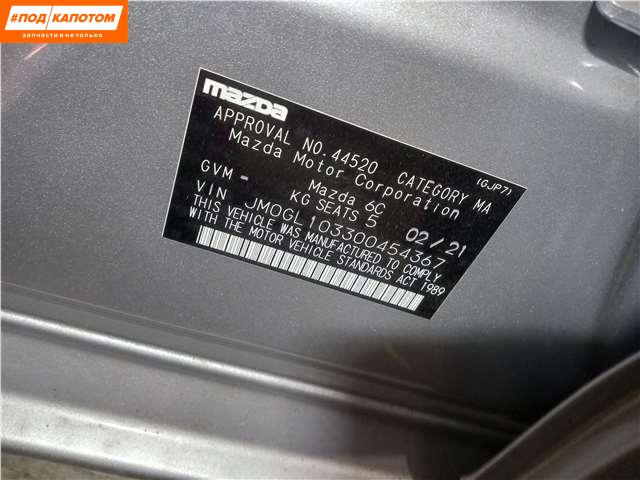 #ПОД КАПОТОМ
запчасти и не только
mazda
APPROVAL NO. 44520 CATEGORY MA
(GJP7)
Mazda Motor Corporation
Mazda 6C
GVM - KG SEATS 5 02/21
VIN JM0GL103300454367
THIS VEHICLE WAS MANUFACTURED TO COMPLY
WITH THE MOTOR VEHICLE STANDARDS ACT 1989